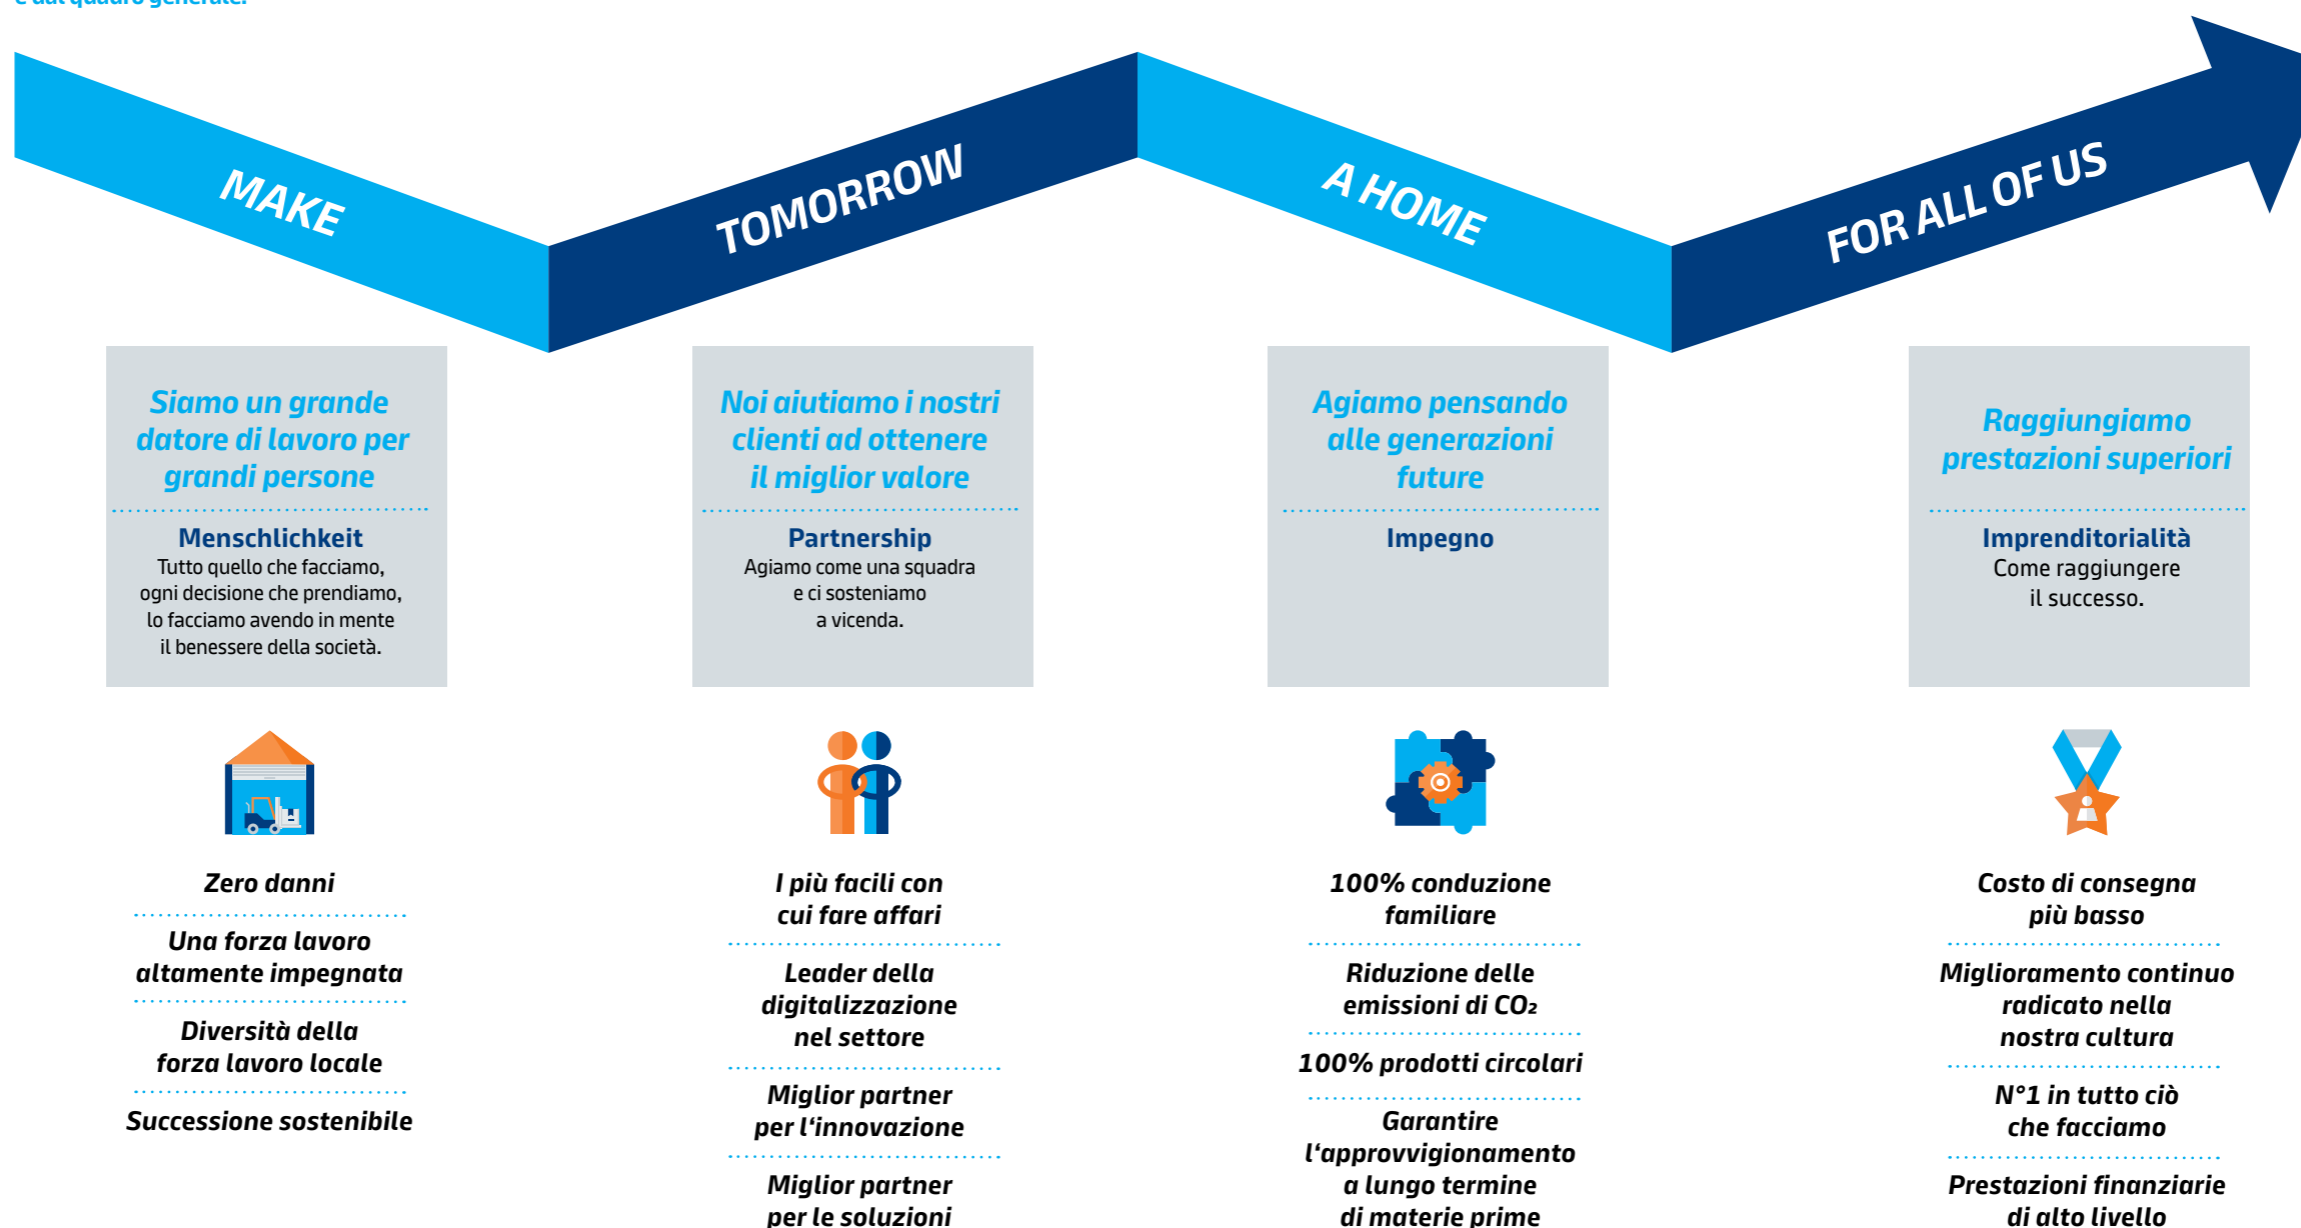 e dal quadro generale.
MAKE
TOMORROW
A HOME
FOR ALL OF US
Siamo un grande
datore di lavoro per
grandi persone
Menschlichkeit
Tutto quello che facciamo,
ogni decisione che prendiamo,
lo facciamo avendo in mente
il benessere della società.
Noi aiutiamo i nostri
clienti ad ottenere
il miglior valore
Partnership
Agiamo come una squadra
e ci sosteniamo
a vicenda.
Agiamo pensando
alle generazioni
future
Impegno
Raggiungiamo
prestazioni superiori
Imprenditorialità
Come raggiungere
il successo.
Zero danni
Una forza lavoro
altamente impegnata
Diversità della
forza lavoro locale
Successione sostenibile
I più facili con
cui fare affari
Leader della
digitalizzazione
nel settore
Miglior partner
per l‘innovazione
Miglior partner
per le soluzioni
100% conduzione
familiare
Riduzione delle
emissioni di CO₂
100% prodotti circolari
Garantire
l‘approvvigionamento
a lungo termine
di materie prime
Costo di consegna
più basso
Miglioramento continuo
radicato nella
nostra cultura
N°1 in tutto ciò
che facciamo
Prestazioni finanziarie
di alto livello